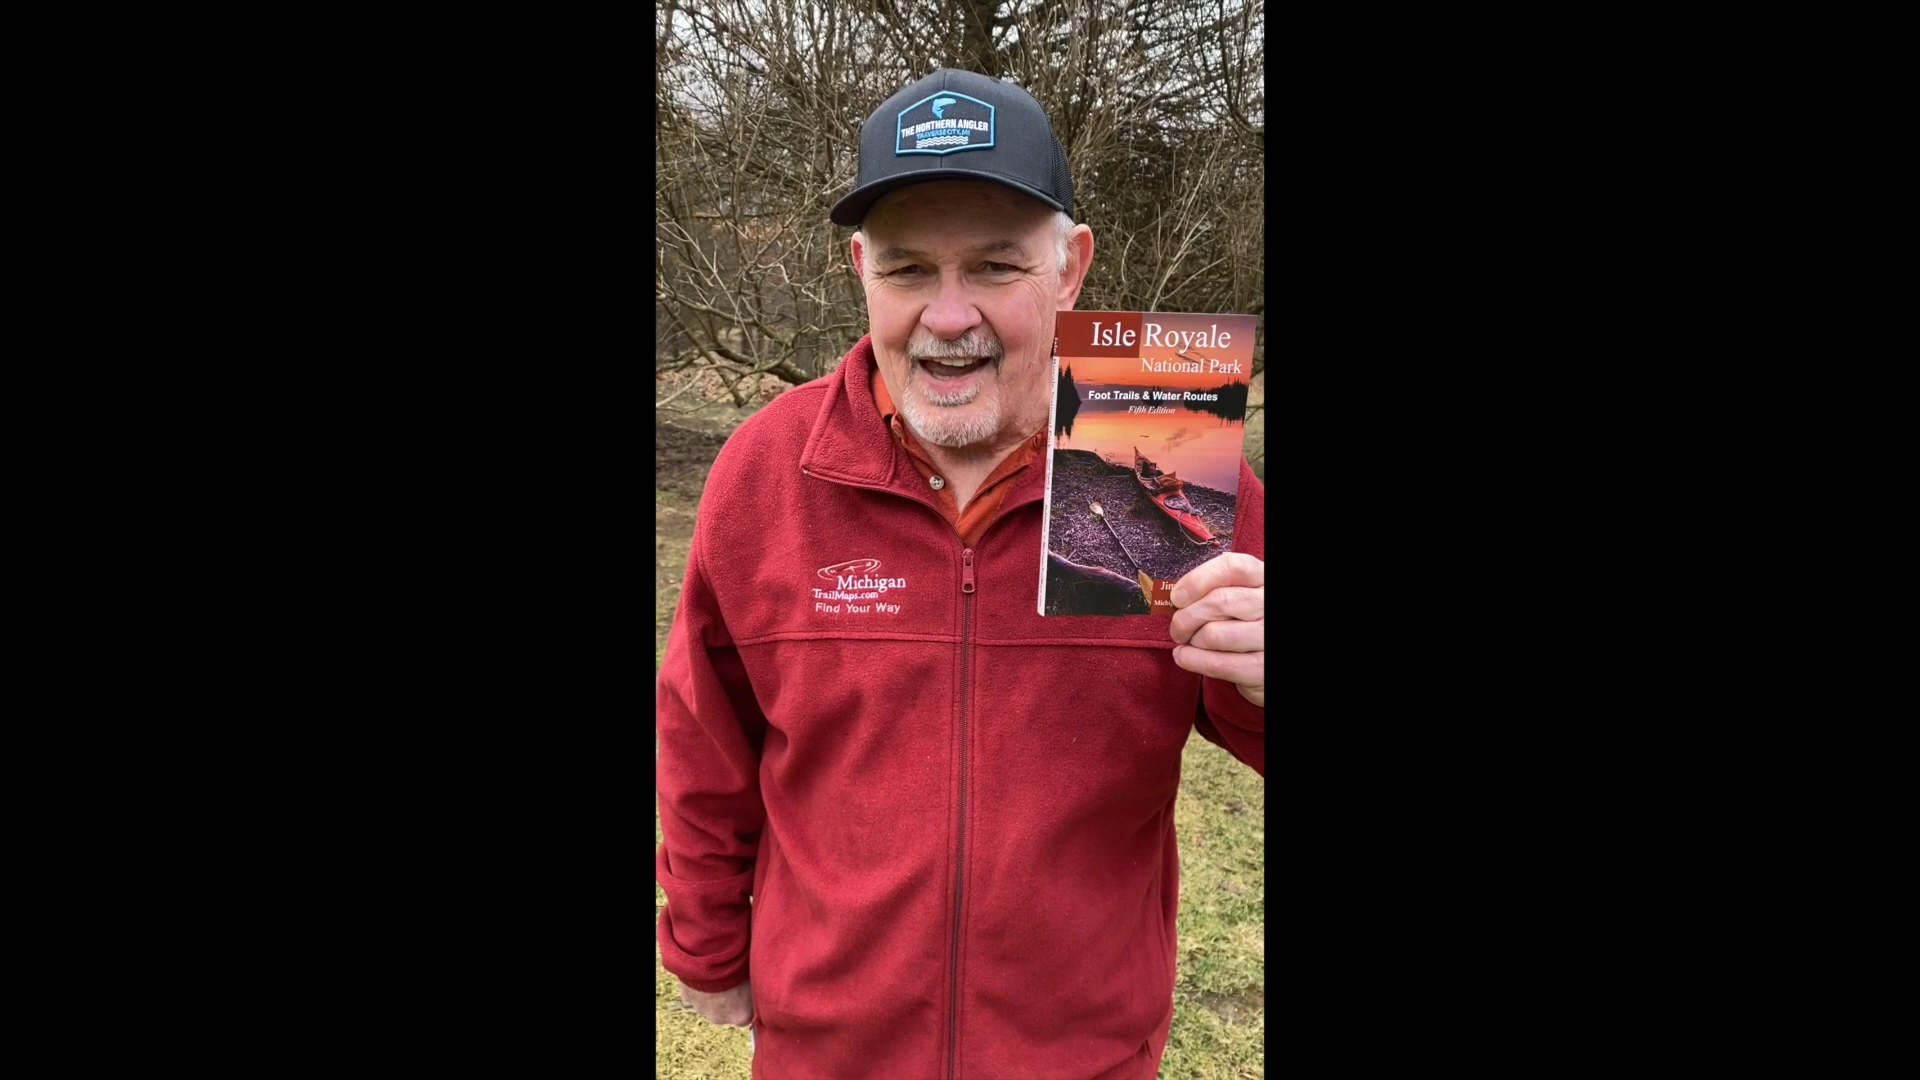 THE NORTHERN ANGLER
TRAVERSE CITY, MI
Isle Royale
National Park
Foot Trails & Water Routes
Fifth Edition
Michigan
TrailMaps.com
Find Your Way